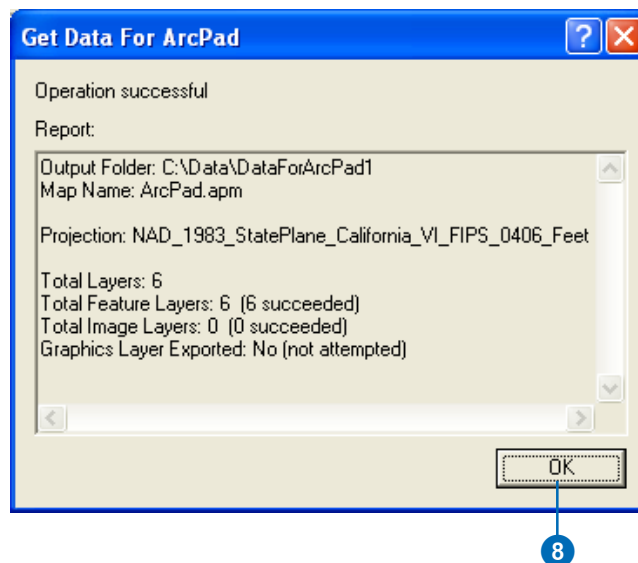 Get Data For ArcPad
Operation successful
Report:
Output Folder: C:\Data\DataForArcPad1
Map Name: ArcPad.apm
Projection: NAD_1983_StatePlane_California_VI_FIPS_0406_Feet
Total Layers: 6
Total Feature Layers: 6 (6 succeeded)
Total Image Layers: 0 (0 succeeded)
Graphics Layer Exported: No (not attempted)
OK
8